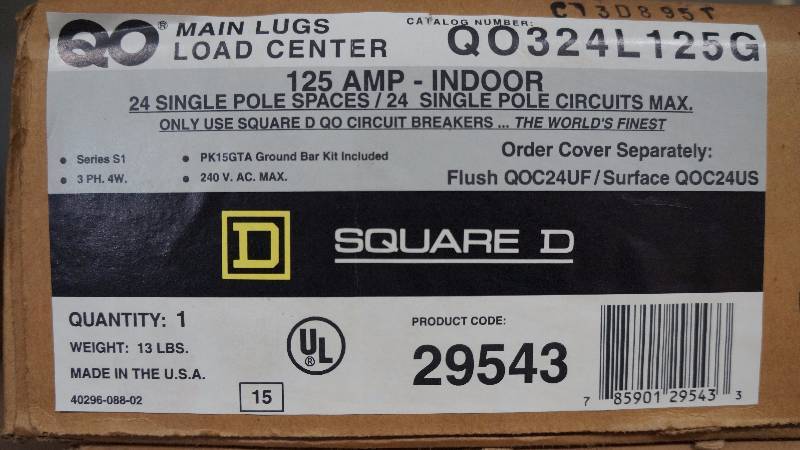 C13D895T
QO® MAIN LUGS
LOAD CENTER
CATALOG NUMBER:
QO324L125G
125 AMP - INDOOR
24 SINGLE POLE SPACES / 24 SINGLE POLE CIRCUITS MAX.
ONLY USE SQUARE D QO CIRCUIT BREAKERS ... THE WORLD'S FINEST
• Series S1
• PK15GTA Ground Bar Kit Included
• 3 PH. 4W.
• 240 V. AC. MAX.
Order Cover Separately:
Flush QOC24UF/Surface QOC24US
D SQUARE D
QUANTITY: 1
WEIGHT: 13 LBS.
MADE IN THE U.S.A.
40296-088-02
15
UL®
PRODUCT CODE:
29543
7 85901 29543 3